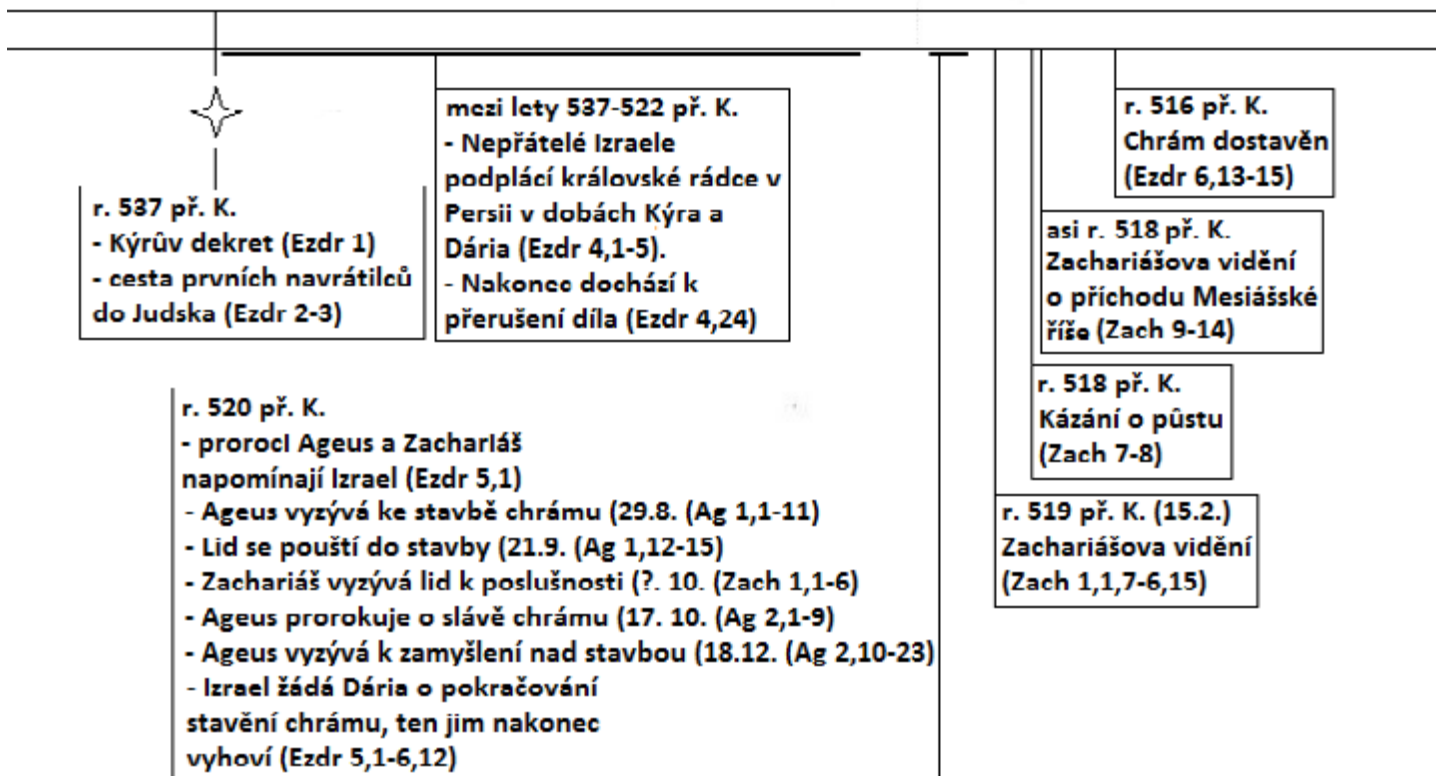 r. 537 př. K.
- Kýrův dekret (Ezdr 1)
- cesta prvních navrátilců
do Judska (Ezdr 2-3)
mezi lety 537-522 př. K.
- Nepřátelé Izraele
podplácí královské rádce v
Persii v dobách Kýra a
Dária (Ezdr 4,1-5).
- Nakonec dochází k
přerušení díla (Ezdr 4,24)
r. 520 př. K.
- proroci Ageus a Zachariáš
napomínají Izrael (Ezdr 5,1)
- Ageus vyzývá ke stavbě chrámu (29.8. (Ag 1,1-11)
- Lid se pouští do stavby (21.9. (Ag 1,12-15)
- Zachariáš vyzývá lid k poslušnosti (?. 10. (Zach 1,1-6)
- Ageus prorokuje o slávě chrámu (17. 10. (Ag 2,1-9)
- Ageus vyzývá k zamyšlení nad stavbou (18.12. (Ag 2,10-23)
- Izrael žádá Dária o pokračování
stavění chrámu, ten jim nakonec
vyhoví (Ezdr 5,1-6,12)
r. 519 př. K. (15.2.)
Zachariášova vidění
(Zach 1,1,7-6,15)
r. 518 př. K.
Kázání o půstu
(Zach 7-8)
asi r. 518 př. K.
Zachariášova vidění
o příchodu Mesiášské
říše (Zach 9-14)
r. 516 př. K.
Chrám dostavěn
(Ezdr 6,13-15)